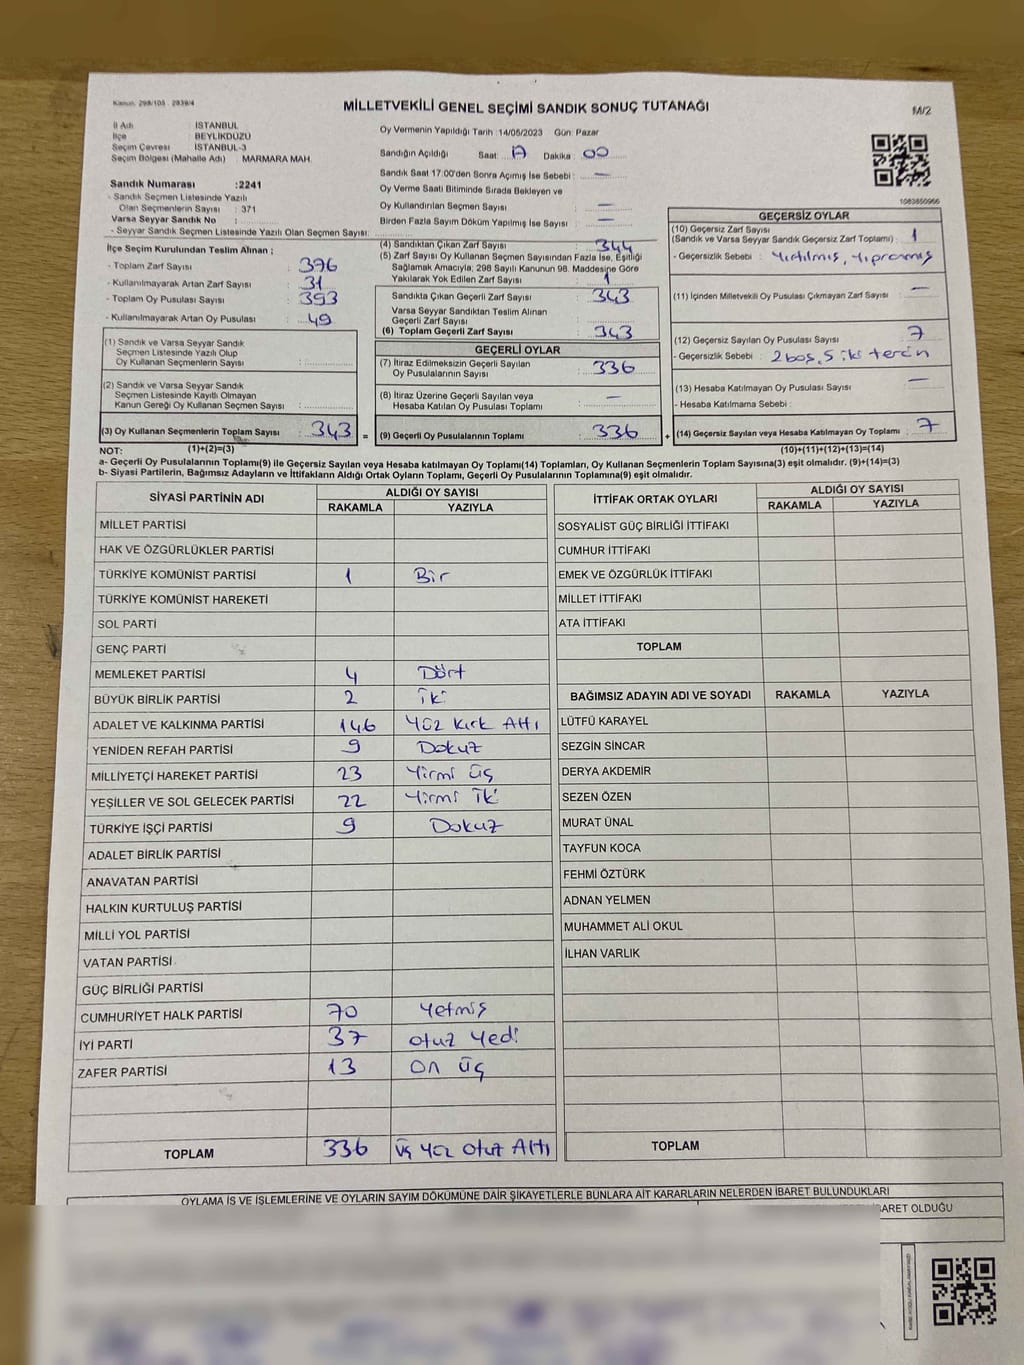 Kanun: 298/105 - 2839/4
MİLLETVEKİLİ GENEL SEÇİMİ SANDIK SONUÇ TUTANAĞI
M/2
İl Adı : İSTANBUL
İlçe : BEYLİKDÜZÜ
Seçim Çevresi : İSTANBUL-3
Seçim Bölgesi (Mahalle Adı) MARMARA MAH.
Oy Vermenin Yapıldığı Tarih :14/05/2023 Gün: Pazar
Sandığın Açıldığı Saat: Dakika : 00
Sandık Saat 17.00'den Sonra Açımış İse Sebebi : —
Oy Verme Saati Bitiminde Sırada Bekleyen ve
Oy Kullandırılan Seçmen Sayısı : —
Birden Fazla Sayım Döküm Yapılmış İse Sayısı : —
1083850966
Sandık Numarası :2241
- Sandık Seçmen Listesinde Yazılı
Olan Seçmenlerin Sayısı : 371
Varsa Seyyar Sandık No :
- Seyyar Sandık Seçmen Listesinde Yazılı Olan Seçmen Sayısı:
İlçe Seçim Kurulundan Teslim Alınan ;
- Toplam Zarf Sayısı : 376
- Kullanılmayarak Artan Zarf Sayısı : 31
- Toplam Oy Pusulası Sayısı : 393
- Kullanılmayarak Artan Oy Pusulası : 49
(1) Sandık ve Varsa Seyyar Sandık
Seçmen Listesinde Yazılı Olup
Oy Kullanan Seçmenlerin Sayısı :
(2) Sandık ve Varsa Seyyar Sandık
Seçmen Listesinde Kayıtlı Olmayan
Kanun Gereği Oy Kullanan Seçmen Sayısı :
(3) Oy Kullanan Seçmenlerin Toplam Sayısı : 343 =
(4) Sandıktan Çıkan Zarf Sayısı : 344
(5) Zarf Sayısı Oy Kullanan Seçmen Sayısından Fazla İse, Eşitliği
Sağlamak Amacıyla; 298 Sayılı Kanunun 98. Maddesine Göre
Yakılarak Yok Edilen Zarf Sayısı : 1
Sandıkta Çıkan Geçerli Zarf Sayısı : 343
Varsa Seyyar Sandıktan Teslim Alınan
Geçerli Zarf Sayısı :
(6) Toplam Geçerli Zarf Sayısı : 343
GEÇERLİ OYLAR
(7) İtiraz Edilmeksizin Geçerli Sayılan
Oy Pusulalarının Sayısı : 336
(8) İtiraz Üzerine Geçerli Sayılan veya
Hesaba Katılan Oy Pusulası Toplamı : —
(9) Geçerli Oy Pusulalarının Toplamı : 336 +
GEÇERSİZ OYLAR
(10) Geçersiz Zarf Sayısı
(Sandık ve Varsa Seyyar Sandık Geçersiz Zarf Toplamı) : 1
- Geçersizlik Sebebi : Yırtılmış, Yıpranmış
(11) İçinden Milletvekili Oy Pusulası Çıkmayan Zarf Sayısı : —
(12) Geçersiz Sayılan Oy Pusulası Sayısı : 7
- Geçersizlik Sebebi : 2 boş, 5 iki tercih
(13) Hesaba Katılmayan Oy Pusulası Sayısı : —
- Hesaba Katılmama Sebebi :
(14) Geçersiz Sayılan veya Hesaba Katılmayan Oy Toplamı : 7
NOT: (1)+(2)=(3)
(10)+(11)+(12)+(13)=(14)
a- Geçerli Oy Pusulalarının Toplamı(9) ile Geçersiz Sayılan veya Hesaba katılmayan Oy Toplamı(14) Toplamları, Oy Kullanan Seçmenlerin Toplam Sayısına(3) eşit olmalıdır. (9)+(14)=(3)
b- Siyasi Partilerin, Bağımsız Adayların ve İttifakların Aldığı Ortak Oyların Toplamı, Geçerli Oy Pusulalarının Toplamına(9) eşit olmalıdır.
SİYASİ PARTİNİN ADI ALDIĞI OY SAYISI
RAKAMLA YAZIYLA
MİLLET PARTİSİ
HAK VE ÖZGÜRLÜKLER PARTİSİ
TÜRKİYE KOMÜNİST PARTİSİ 1 Bir
TÜRKİYE KOMÜNİST HAREKETİ
SOL PARTİ
GENÇ PARTİ
MEMLEKET PARTİSİ 4 Dört
BÜYÜK BİRLİK PARTİSİ 2 İki
ADALET VE KALKINMA PARTİSİ 146 Yüz Kırk Altı
YENİDEN REFAH PARTİSİ 9 Dokuz
MİLLİYETÇİ HAREKET PARTİSİ 23 Yirmi üç
YEŞİLLER VE SOL GELECEK PARTİSİ 22 Yirmi İki
TÜRKİYE İŞÇİ PARTİSİ 9 Dokuz
ADALET BİRLİK PARTİSİ
ANAVATAN PARTİSİ
HALKIN KURTULUŞ PARTİSİ
MİLLİ YOL PARTİSİ
VATAN PARTİSİ
GÜÇ BİRLİĞİ PARTİSİ
CUMHURİYET HALK PARTİSİ 70 Yetmiş
İYİ PARTİ 37 Otuz Yedi
ZAFER PARTİSİ 13 On üç
TOPLAM 336 üç Yüz Otuz Altı
İTTİFAK ORTAK OYLARI ALDIĞI OY SAYISI
RAKAMLA YAZIYLA
SOSYALİST GÜÇ BİRLİĞİ İTTİFAKI
CUMHUR İTTİFAKI
EMEK VE ÖZGÜRLÜK İTTİFAKI
MİLLET İTTİFAKI
ATA İTTİFAKI
TOPLAM
BAĞIMSIZ ADAYIN ADI VE SOYADI RAKAMLA YAZIYLA
LÜTFÜ KARAYEL
SEZGİN SİNCAR
DERYA AKDEMİR
SEZEN ÖZEN
MURAT ÜNAL
TAYFUN KOCA
FEHMİ ÖZTÜRK
ADNAN YELMEN
MUHAMMET ALİ OKUL
İLHAN VARLIK
TOPLAM
OYLAMA İŞ VE İŞLEMLERİNE VE OYLARIN SAYIM DÖKÜMÜNE DAİR ŞİKAYETLERLE BUNLARA AİT KARARLARIN NELERDEN İBARET BULUNDUKLARI
BARET OLDUĞU